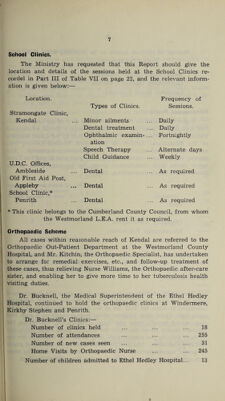 7
School Clinics.
The Ministry has requested that this Report should give the
location and details of the sessions held at the School Clinics re-
corded in Part III of Table VII on page 22, and the relevant inform-
ation is given below:—
Location. Types of Clinics. Frequency of Sessions.
Stramongate Clinic,
Kendal ... Minor ailments ... Daily
Dental treatment ... Daily
Ophthalmic examin- ... Fortnightly
ation
Speech Therapy ... Alternate days
Child Guidance ... Weekly
U.D.C. Offices,
Ambleside ... Dental ... As required
Old First Aid Post,
Appleby ... Dental ... As required
School Clinic,*
Penrith ... Dental ... As required
* This clinic belongs to the Cumberland County Council, from whom
the Westmorland L.E.A. rent it as required.
Orthopaedic Scheme
All cases within reasonable reach of Kendal are referred to the
Orthopaedic Out-Patient Department at the Westmorland County
Hospital, and Mr. Kitchin, the Orthopaedic Specialist, has undertaken
to arrange for remedial exercises, etc., and follow-up treatment of
these cases, thus relieving Nurse Williams, the Orthopaedic after-care
sister, and enabling her to give more time to her tuberculosis health
visiting duties.
Dr. Bucknell, the Medical Superintendent of the Ethel Hedley
Hospital, continued to hold the orthopaedic clinics at Windermere,
Kirkby Stephen and Penrith.
Dr. Bucknell's Clinics:—
Number of clinics held ... ... ... 18
Number of attendances ... ... ... 255
Number of new cases seen ... ... ... 31
Home Visits by Orthopaedic Nurse ... ... 245
Number of children admitted to Ethel Hedley Hospital... 13